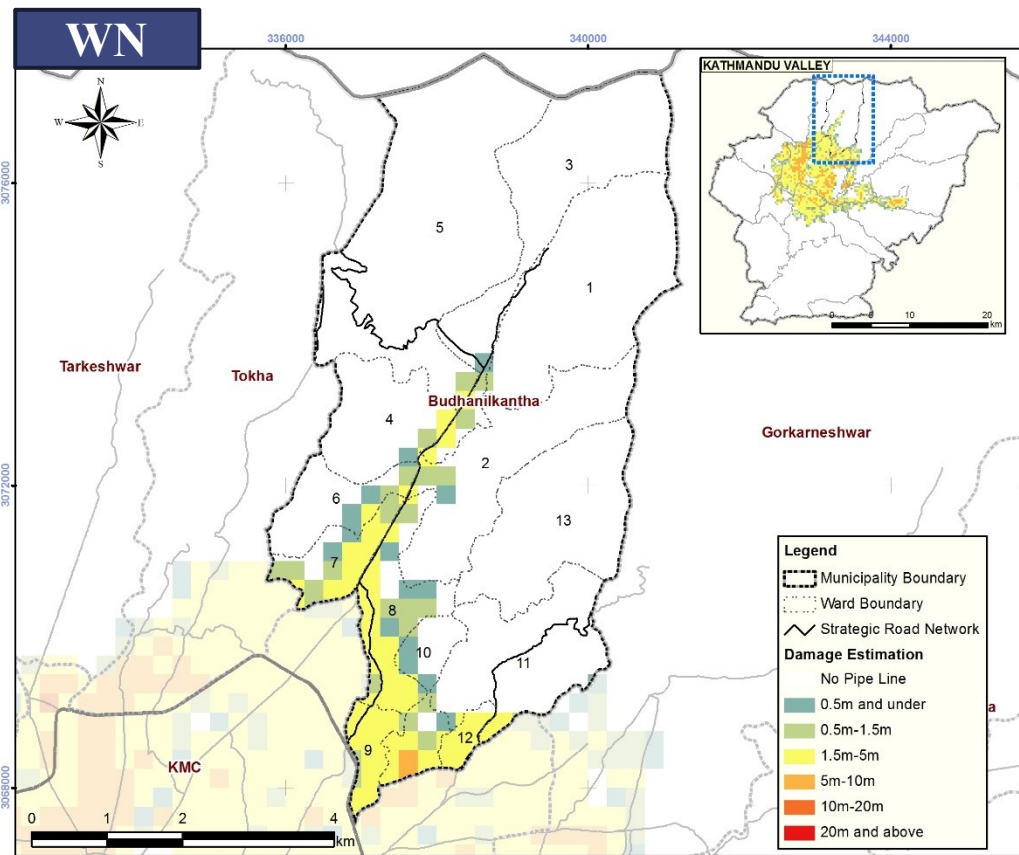 WN
336000
340000
344000
KATHMANDU VALLEY
N
W
E
S
0
5
10
20
km
3076000
3
5
1
Tarkeshwar
Tokha
Budhanilkantha
4
Gorkarneshwar
2
3072000
6
13
7
8
10
11
12
9
KMC
a
3068000
0
1
2
4
km
Legend
Municipality Boundary
Ward Boundary
Strategic Road Network
Damage Estimation
No Pipe Line
0.5m and under
0.5m-1.5m
1.5m-5m
5m-10m
10m-20m
20m and above